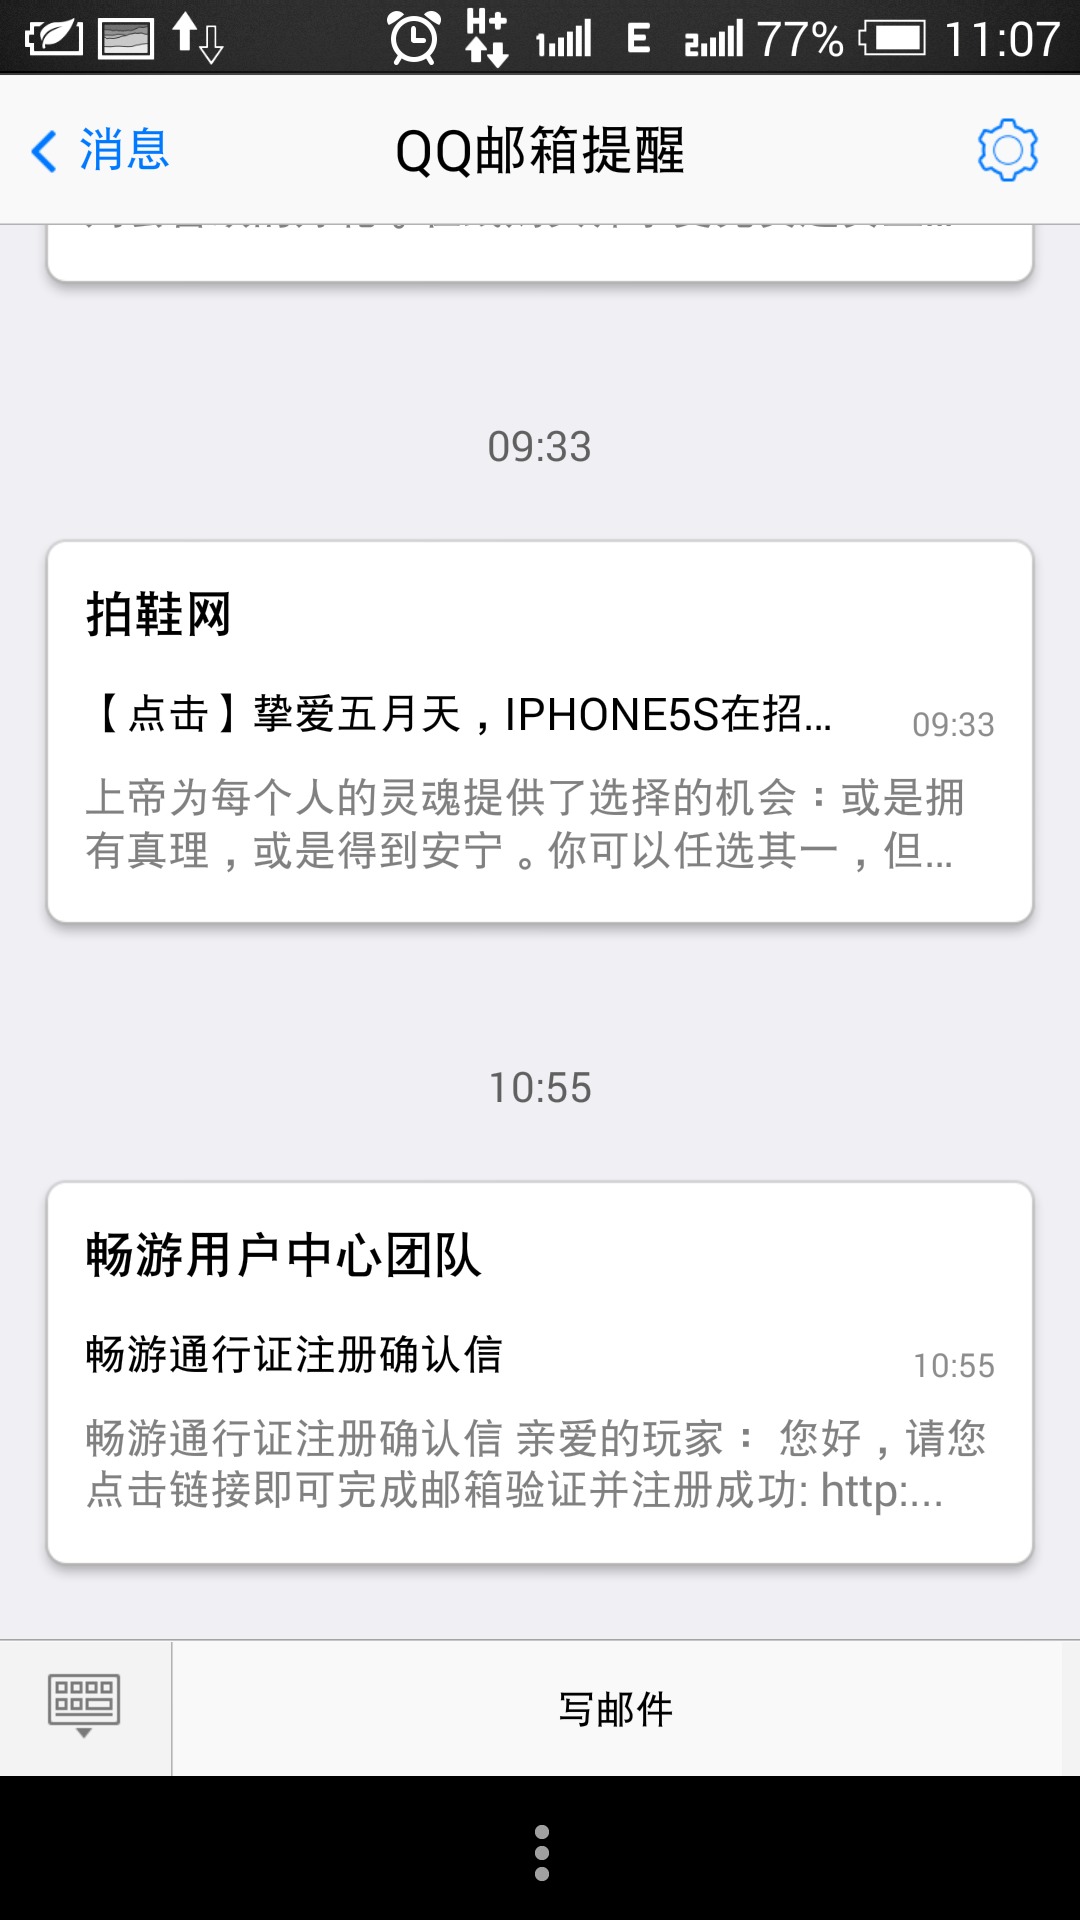 H+
1
E
2
77%
11:07
消息
QQ邮箱提醒
09:33
拍鞋网
【点击】挚爱五月天，IPHONE5S在招...
09:33
上帝为每个人的灵魂提供了选择的机会：或是拥
有真理，或是得到安宁。你可以任选其一，但...
10:55
畅游用户中心团队
畅游通行证注册确认信
10:55
畅游通行证注册确认信 亲爱的玩家： 您好，请您
点击链接即可完成邮箱验证并注册成功: http:...
写邮件